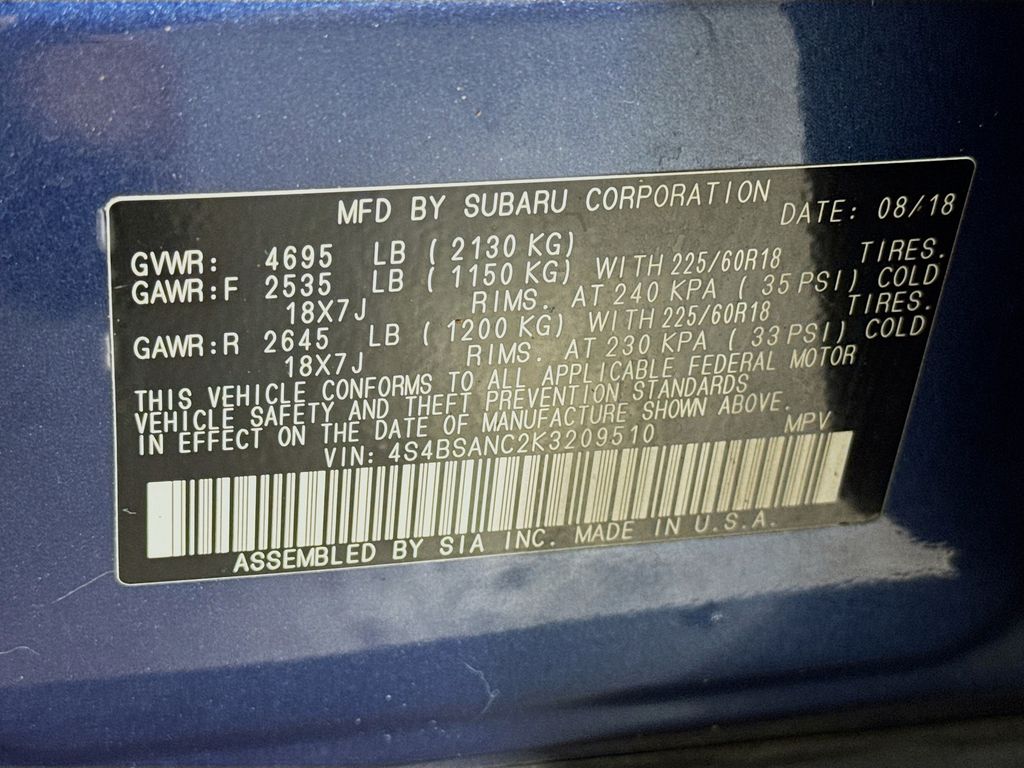 MFD BY SUBARU CORPORATION DATE: 08/18
GVWR: 4695 LB ( 2130 KG)
GAWR:F 2535 LB ( 1150 KG) WITH 225/60R18 TIRES.
18X7J RIMS. AT 240 KPA ( 35 PSI) COLD
GAWR:R 2645 LB ( 1200 KG) WITH 225/60R18 TIRES.
18X7J RIMS. AT 230 KPA ( 33 PSI) COLD
THIS VEHICLE CONFORMS TO ALL APPLICABLE FEDERAL MOTOR
VEHICLE SAFETY AND THEFT PREVENTION STANDARDS
IN EFFECT ON THE DATE OF MANUFACTURE SHOWN ABOVE.
VIN: 4S4BSANC2K3209510 MPV
ASSEMBLED BY SIA INC. MADE IN U.S.A.